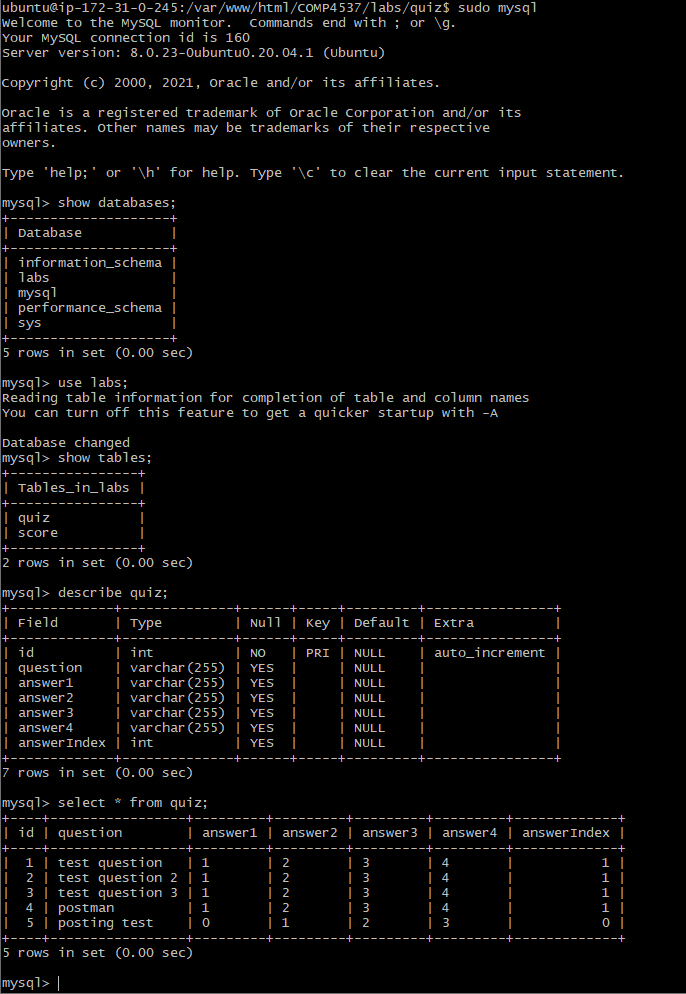 ubuntu@ip-172-31-0-245:/var/www/html/COMP4537/labs/quiz$ sudo mysql
Welcome to the MySQL monitor.  Commands end with ; or \g.
Your MySQL connection id is 160
Server version: 8.0.23-0ubuntu0.20.04.1 (Ubuntu)

Copyright (c) 2000, 2021, Oracle and/or its affiliates.

Oracle is a registered trademark of Oracle Corporation and/or its
affiliates. Other names may be trademarks of their respective
owners.

Type 'help;' or '\h' for help. Type '\c' to clear the current input statement.

mysql> show databases;
+--------------------+
| Database           |
+--------------------+
| information_schema |
| labs               |
| mysql              |
| performance_schema |
| sys                |
+--------------------+
5 rows in set (0.00 sec)

mysql> use labs;
Reading table information for completion of table and column names
You can turn off this feature to get a quicker startup with -A

Database changed
mysql> show tables;
+----------------+
| Tables_in_labs |
+----------------+
| quiz           |
| score          |
+----------------+
2 rows in set (0.00 sec)

mysql> describe quiz;
+-------------+--------------+------+-----+---------+----------------+
| Field       | Type         | Null | Key | Default | Extra          |
+-------------+--------------+------+-----+---------+----------------+
| id          | int          | NO   | PRI | NULL    | auto_increment |
| question    | varchar(255) | YES  |     | NULL    |                |
| answer1     | varchar(255) | YES  |     | NULL    |                |
| answer2     | varchar(255) | YES  |     | NULL    |                |
| answer3     | varchar(255) | YES  |     | NULL    |                |
| answer4     | varchar(255) | YES  |     | NULL    |                |
| answerIndex | int          | YES  |     | NULL    |                |
+-------------+--------------+------+-----+---------+----------------+
7 rows in set (0.00 sec)

mysql> select * from quiz;
+----+-----------------+---------+---------+---------+---------+-------------+
| id | question        | answer1 | answer2 | answer3 | answer4 | answerIndex |
+----+-----------------+---------+---------+---------+---------+-------------+
|  1 | test question   | 1       | 2       | 3       | 4       |           1 |
|  2 | test question 2 | 1       | 2       | 3       | 4       |           1 |
|  3 | test question 3 | 1       | 2       | 3       | 4       |           1 |
|  4 | postman         | 1       | 2       | 3       | 4       |           1 |
|  5 | posting test    | 0       | 1       | 2       | 3       |           0 |
+----+-----------------+---------+---------+---------+---------+-------------+
5 rows in set (0.00 sec)

mysql>